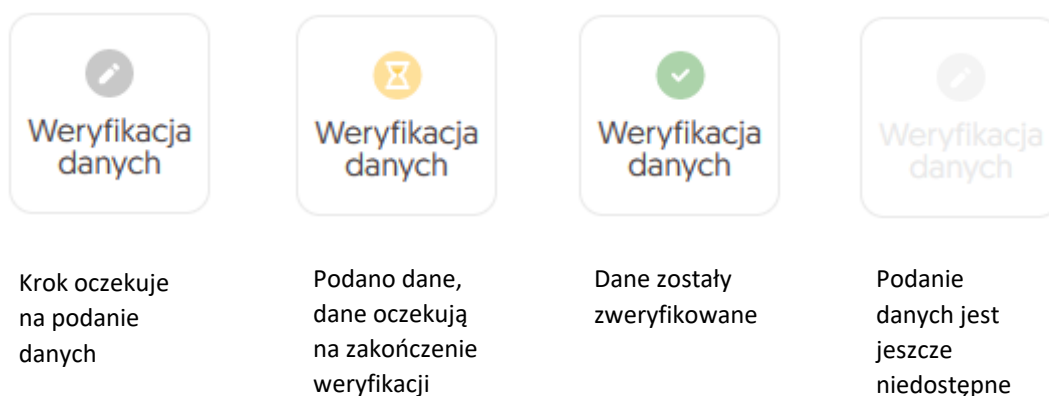 Weryfikacja
danych
Weryfikacja
danych
Weryfikacja
danych
Weryfikacja
danych
Krok oczekuje
na podanie
danych
Podano dane,
dane oczekują
na zakończenie
weryfikacji
Dane zostały
zweryfikowane
Podanie
danych jest
jeszcze
niedostępne